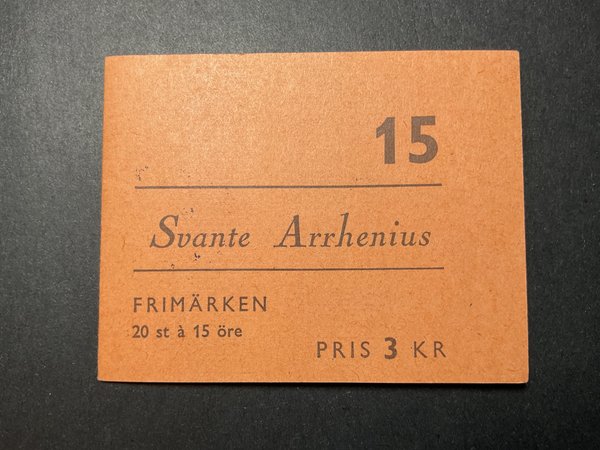 15
Svante Arrhenius
FRIMÄRKEN
20 st à 15 öre
PRIS 3 KR